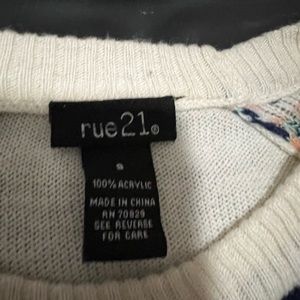 rue21®
S
100% ACRYLIC
MADE IN CHINA
RN 70829
SEE REVERSE
FOR CARE